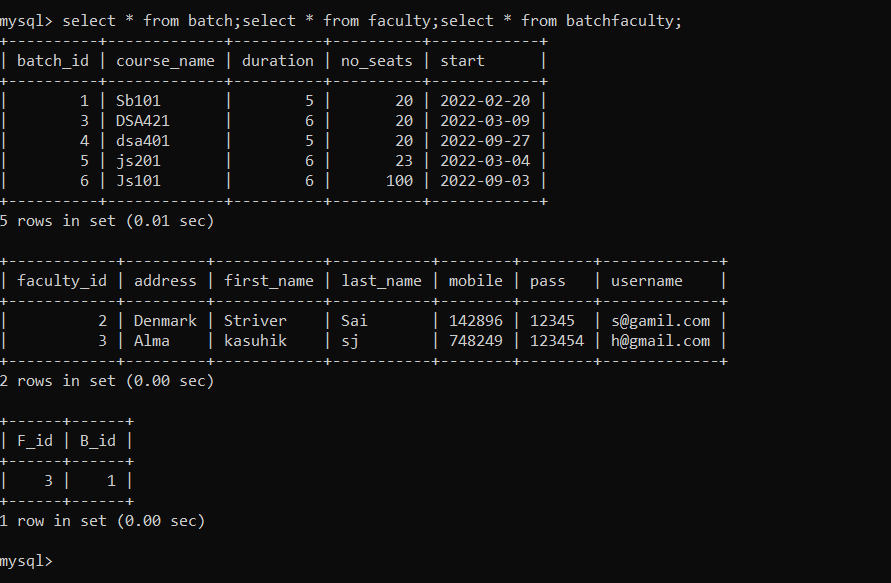 mysql> select * from batch;select * from faculty;select * from batchfaculty;
+----------+-------------+----------+----------+------------+
| batch_id | course_name | duration | no_seats | start      |
+----------+-------------+----------+----------+------------+
|        1 | Sb101       |        5 |       20 | 2022-02-20 |
|        3 | DSA421      |        6 |       20 | 2022-03-09 |
|        4 | dsa401      |        5 |       20 | 2022-09-27 |
|        5 | js201       |        6 |       23 | 2022-03-04 |
|        6 | Js101       |        6 |      100 | 2022-09-03 |
+----------+-------------+----------+----------+------------+
5 rows in set (0.01 sec)

+------------+---------+------------+-----------+--------+--------+-------------+
| faculty_id | address | first_name | last_name | mobile | pass   | username    |
+------------+---------+------------+-----------+--------+--------+-------------+
|          2 | Denmark | Striver    | Sai       | 142896 | 12345  | s@gamil.com |
|          3 | Alma    | kasuhik    | sj        | 748249 | 123454 | h@gmail.com |
+------------+---------+------------+-----------+--------+--------+-------------+
2 rows in set (0.00 sec)

+------+------+
| F_id | B_id |
+------+------+
|    3 |    1 |
+------+------+
1 row in set (0.00 sec)

mysql>